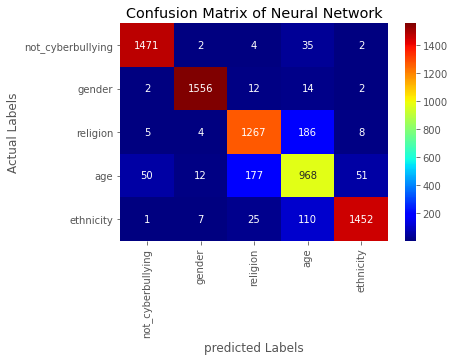 Confusion Matrix of Neural Network
Actual Labels
not_cyberbullying 1471 2 4 35 2
gender 2 1556 12 14 2
religion 5 4 1267 186 8
age 50 12 177 968 51
ethnicity 1 7 25 110 1452
not_cyberbullying gender religion age ethnicity
predicted Labels
1400
1200
1000
800
600
400
200